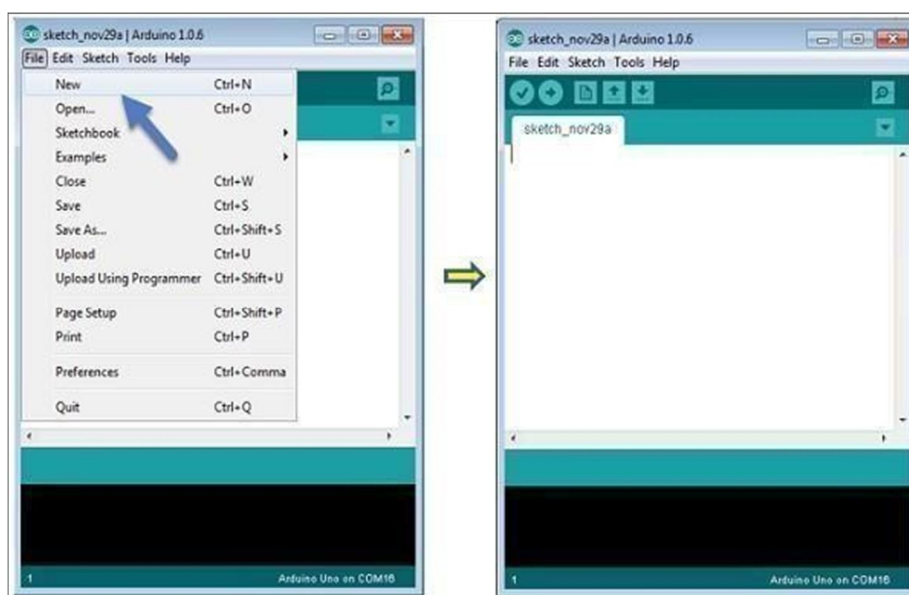 sketch_nov29a | Arduino 1.0.6
File Edit Sketch Tools Help
New Ctrl+N
Open... Ctrl+O
Sketchbook
Examples
Close Ctrl+W
Save Ctrl+S
Save As... Ctrl+Shift+S
Upload Ctrl+U
Upload Using Programmer Ctrl+Shift+U
Page Setup Ctrl+Shift+P
Print Ctrl+P
Preferences Ctrl+Comma
Quit Ctrl+Q
1 Arduino Uno on COM16
sketch_nov29a | Arduino 1.0.6
File Edit Sketch Tools Help
sketch_nov29a
1 Arduino Uno on COM16